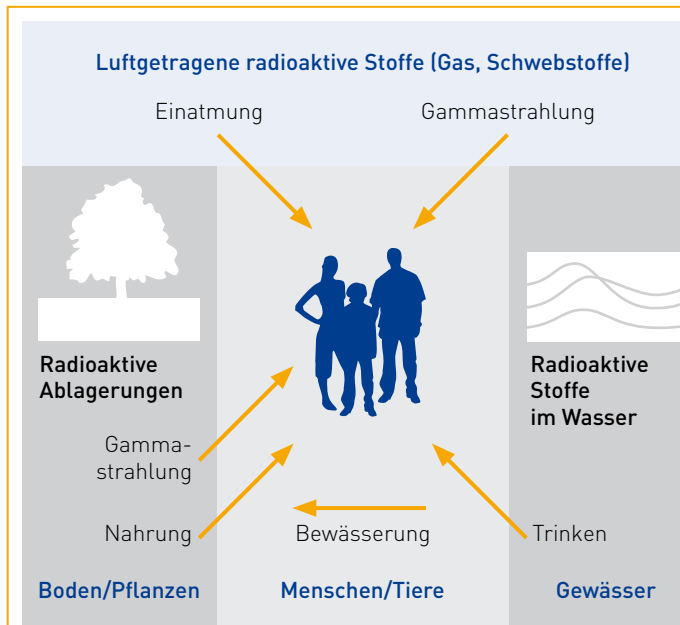 Luftgetragene radioaktive Stoffe (Gas, Schwebstoffe)
Einatmung
Gammastrahlung
Radioaktive
Ablagerungen
Radioaktive
Stoffe
im Wasser
Gamma-
strahlung
Nahrung
Bewässerung
Trinken
Boden/Pflanzen
Menschen/Tiere
Gewässer